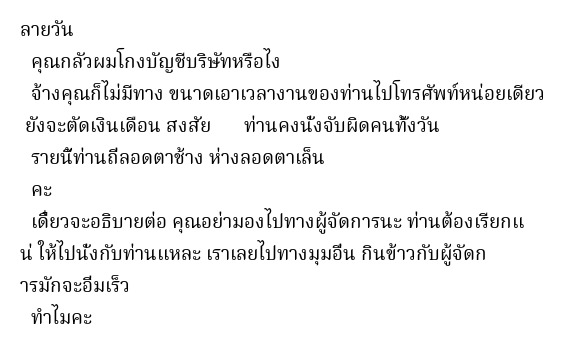 ลายวัน
คุณกลัวผมโกงบัญชีบริษัทหรือไง
จ้างคุณก็ไม่มีทาง ขนาดเอาเวลางานของท่านไปโทรศัพท์หน่อยเดียว
ยังจะตัดเงินเดือน สงสัย ท่านคงนั่งจับผิดคนทั้งวัน
รายนี้ท่านถี่ลอดตาช้าง ห่างลอดตาเล็น
คะ
เดี๋ยวจะอธิบายต่อ คุณอย่ามองไปทางผู้จัดการนะ ท่านต้องเรียกแ
น่ ให้ไปนั่งกับท่านแหละ เราเลยไปทางมุมอื่น กินข้าวกับผู้จัดก
ารมักจะอิ่มเร็ว
ทำไมคะ